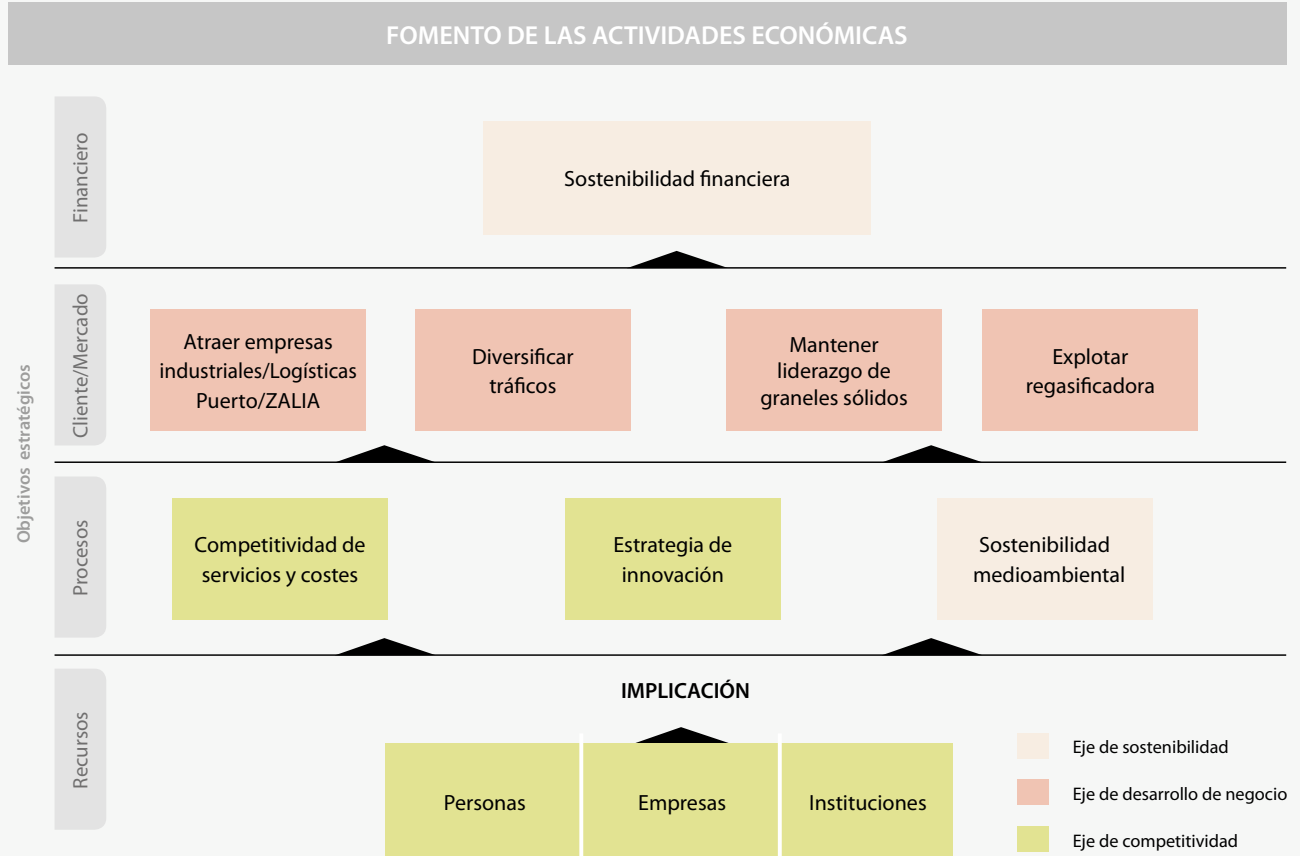 FOMENTO DE LAS ACTIVIDADES ECONÓMICAS
Objetivos estratégicos
Financiero
Sostenibilidad financiera
Cliente/Mercado
Atraer empresas
industriales/Logísticas
Puerto/ZALIA
Diversificar
tráficos
Mantener
liderazgo de
graneles sólidos
Explotar
regasificadora
Procesos
Competitividad de
servicios y costes
Estrategia de
innovación
Sostenibilidad
medioambiental
Recursos
IMPLICACIÓN
Personas
Empresas
Instituciones
Eje de sostenibilidad
Eje de desarrollo de negocio
Eje de competitividad